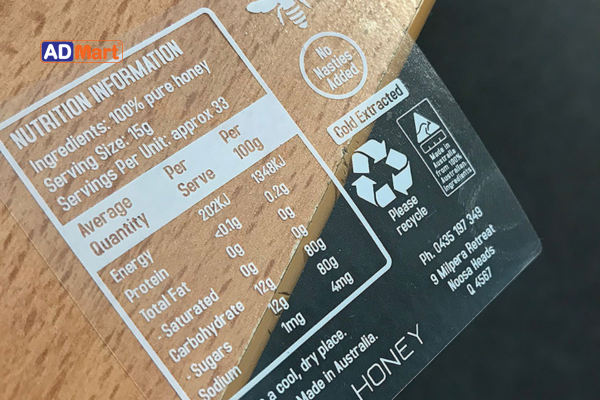 ADMart
NUTRITION INFORMATION
Ingredients: 100% pure honey
Serving Size: 15g
Servings Per Unit: approx 33
Average Quantity Per Serve Per 100g
Energy 202KJ 1348KJ
Protein <0.1g 0.2g
Total Fat 0g 0g
- Saturated 0g 0g
Carbohydrate 12g 80g
- Sugars 12g 80g
Sodium 1mg 4mg
a cool, dry place.
Made in Australia.
HONEY
No
Nasties
Added
Cold Extracted
Please
recycle
Made in
Australia
from 100%
Australian
ingredients
Ph. 0435 197 349
9 Milpera Retreat
Noosa Heads
Q 4567